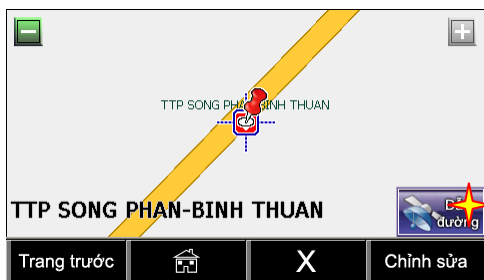 TTP SONG PHAN-BINH THUAN
TTP SONG PHAN-BINH THUAN
đường
Trang trước
X
Chỉnh sửa